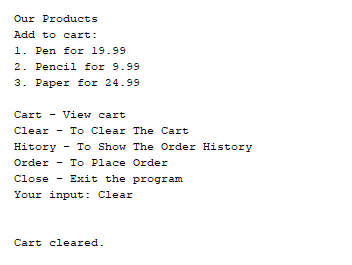 Our Products
Add to cart:
1. Pen for 19.99
2. Pencil for 9.99
3. Paper for 24.99
Cart - View cart
Clear - To Clear The Cart
Hitory - To Show The Order History
Order - To Place Order
Close - Exit the program
Your input: Clear
Cart cleared.